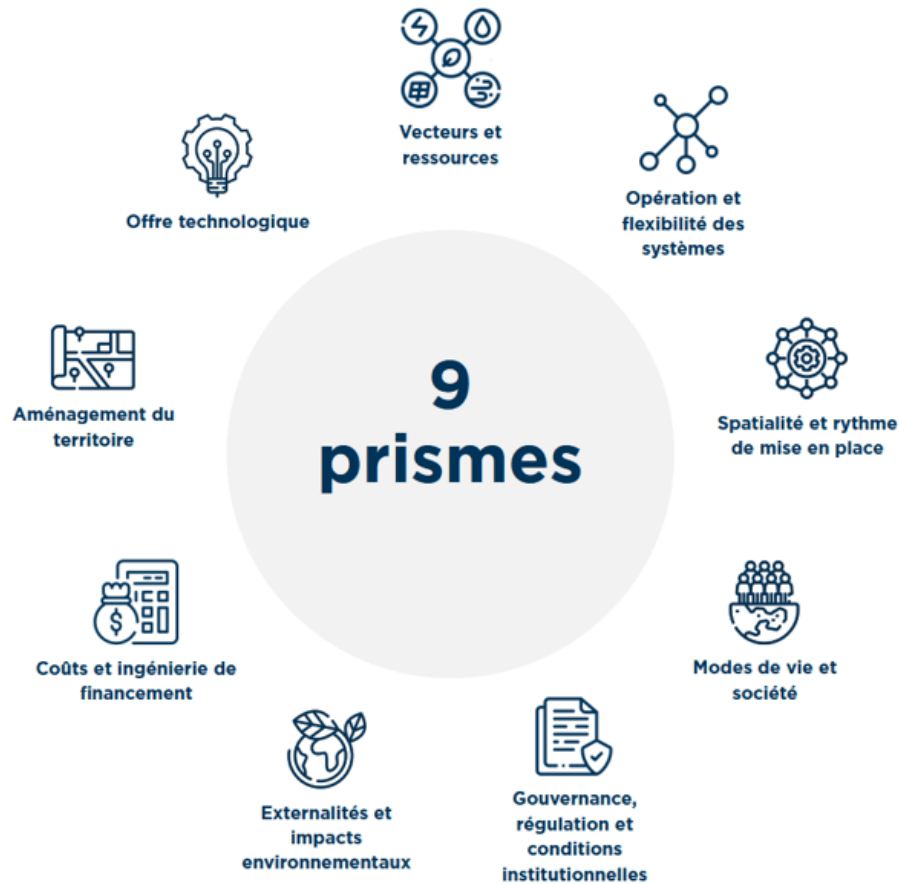 Vecteurs et
ressources
Opération et
flexibilité des
systèmes
Spatialité et rythme
de mise en place
Modes de vie et
société
Gouvernance,
régulation et
conditions
institutionnelles
Externalités et
impacts
environnementaux
$
Coûts et ingénierie de
financement
Aménagement du
territoire
Offre technologique
9
prismes